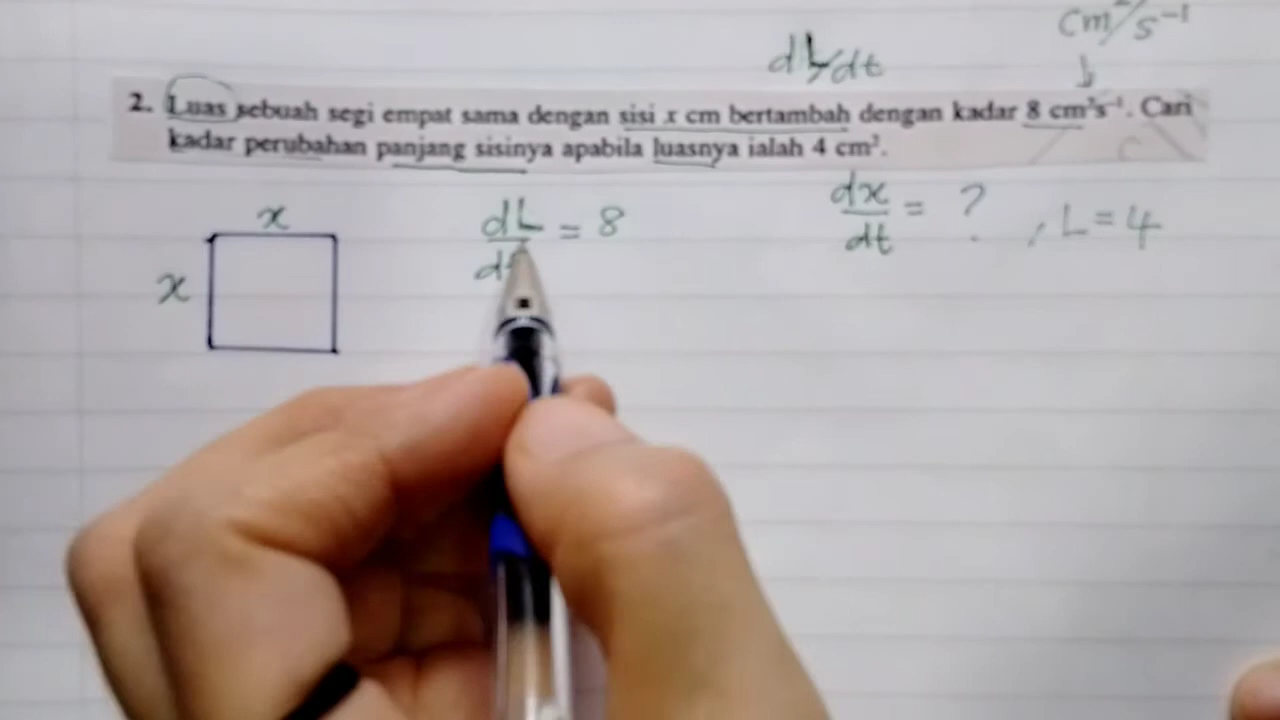 cm²/s⁻¹
dL/dt
2. Luas sebuah segi empat sama dengan sisi x cm bertambah dengan kadar 8 cm²s⁻¹. Cari
kadar perubahan panjang sisinya apabila luasnya ialah 4 cm².
x
x
dL/dt = 8
dx/dt = ? , L = 4